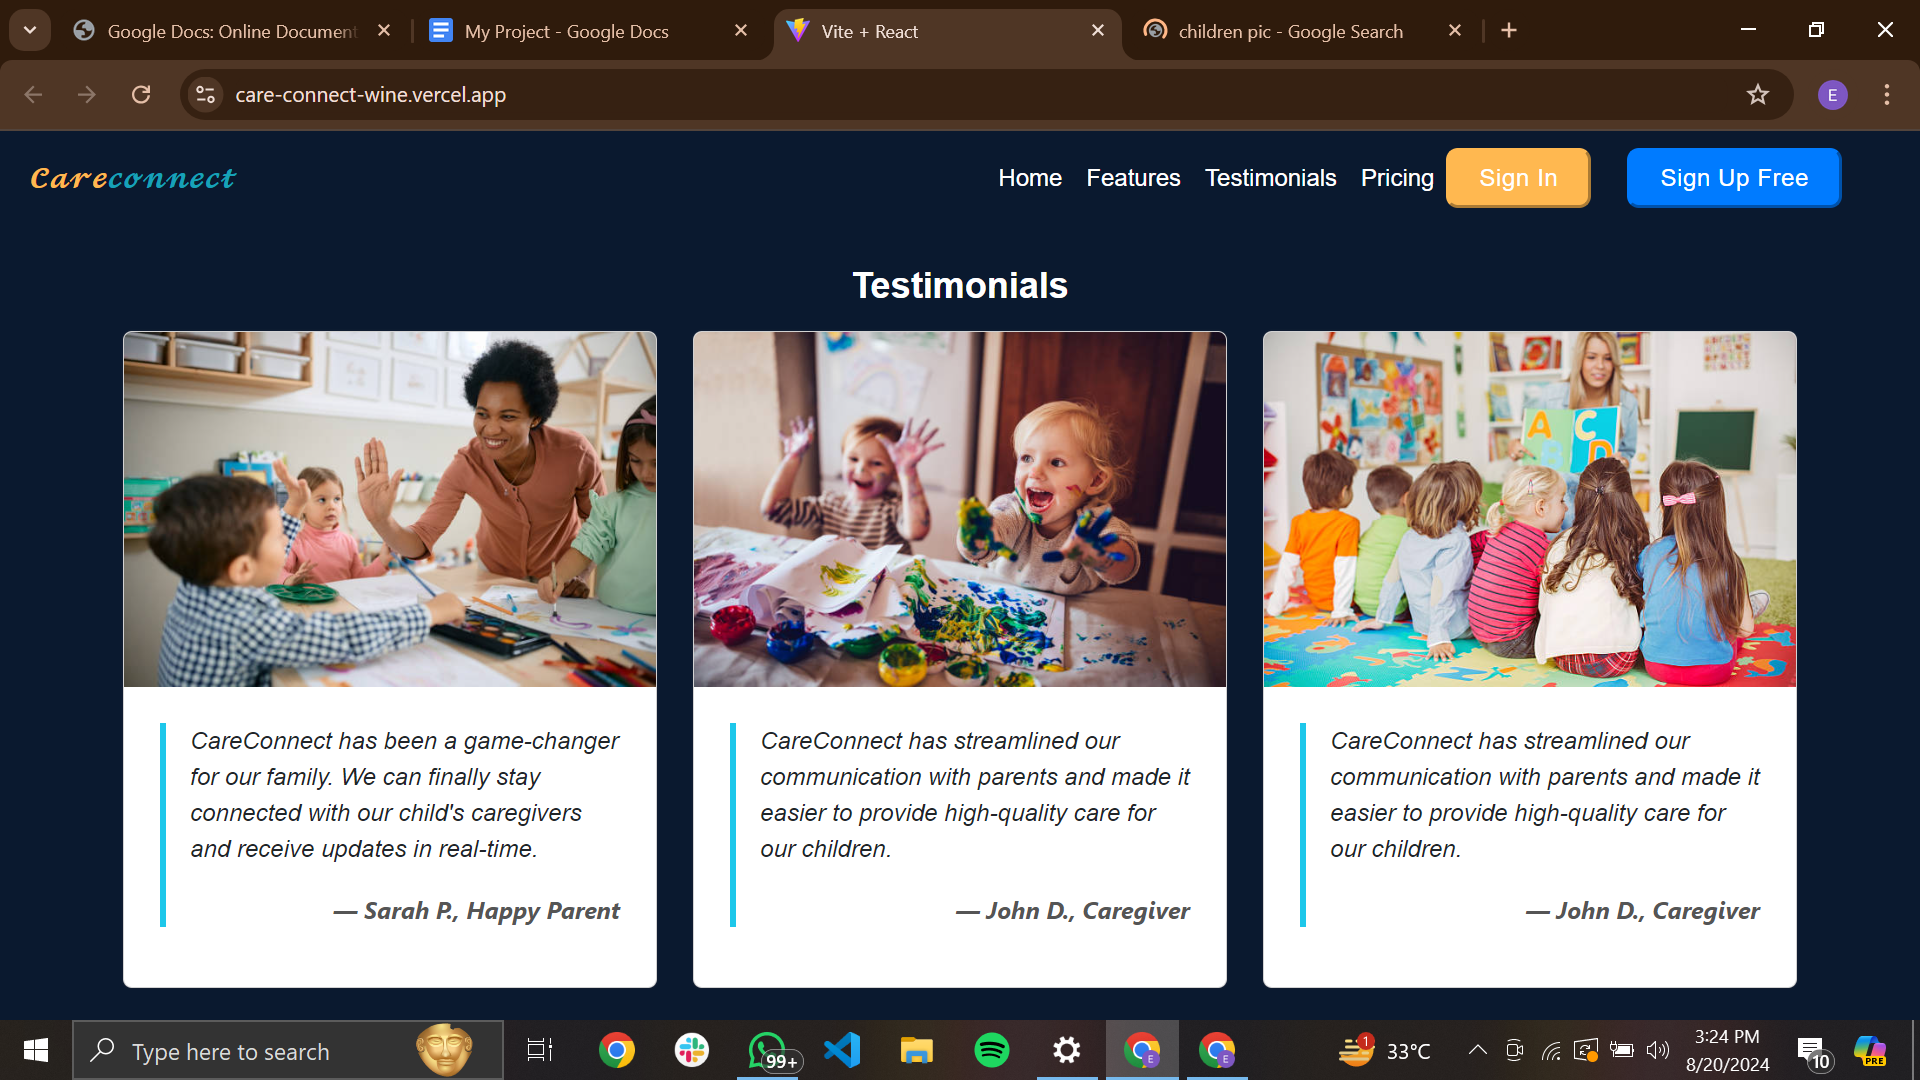 Google Docs: Online Document
My Project - Google Docs
Vite + React
children pic - Google Search
care-connect-wine.vercel.app
E
Careconnect
Home
Features
Testimonials
Pricing
Sign In
Sign Up Free
Testimonials
A C
D
CareConnect has been a game-changer
for our family. We can finally stay
connected with our child's caregivers
and receive updates in real-time.
— Sarah P., Happy Parent
CareConnect has streamlined our
communication with parents and made it
easier to provide high-quality care for
our children.
— John D., Caregiver
CareConnect has streamlined our
communication with parents and made it
easier to provide high-quality care for
our children.
— John D., Caregiver
Type here to search
99+
E
E
1
33°C
3:24 PM
8/20/2024
10
PRE